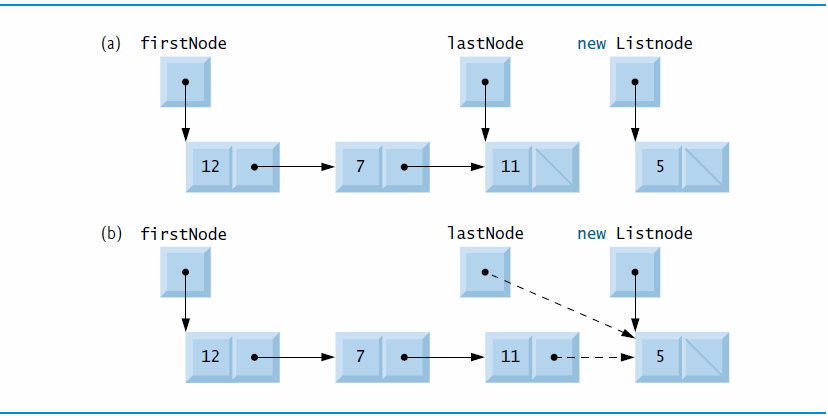 (a) firstNode lastNode new Listnode
12 7 11 5
(b) firstNode lastNode new Listnode
12 7 11 5